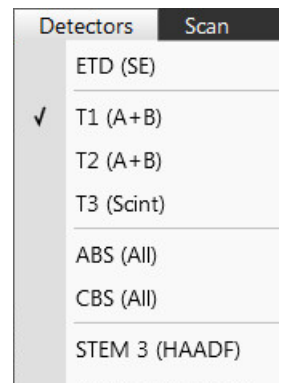 Detectors Scan
ETD (SE)
T1 (A+B)
T2 (A+B)
T3 (Scint)
ABS (All)
CBS (All)
STEM 3 (HAADF)